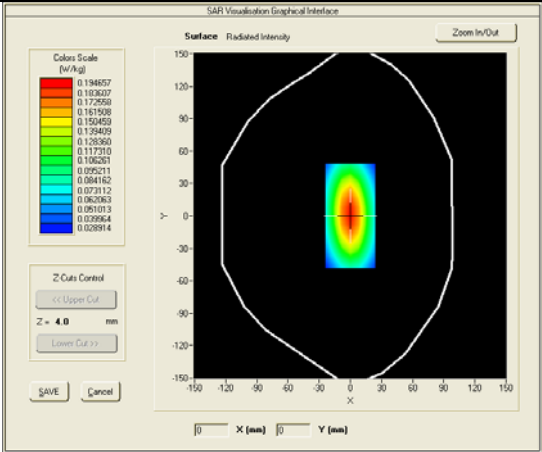 SAR Visualisation Graphical Interface
Surface Radiated Intensity
Zoom In/Out
Colors Scale
(W/kg)
0.194657
0.183607
0.172558
0.161508
0.150459
0.139409
0.128360
0.117310
0.106261
0.095211
0.084162
0.073112
0.062063
0.051013
0.039964
0.028914
Z-Cuts Control
<< Upper Cut
Z = 4.0 mm
Lower Cut >>
SAVE Cancel
150
120
90
60
30
0
-30
-60
-90
-120
-150
Y
-150 -120 -90 -60 -30 0 30 60 90 120 150
X
0 X (mm) 0 Y (mm)